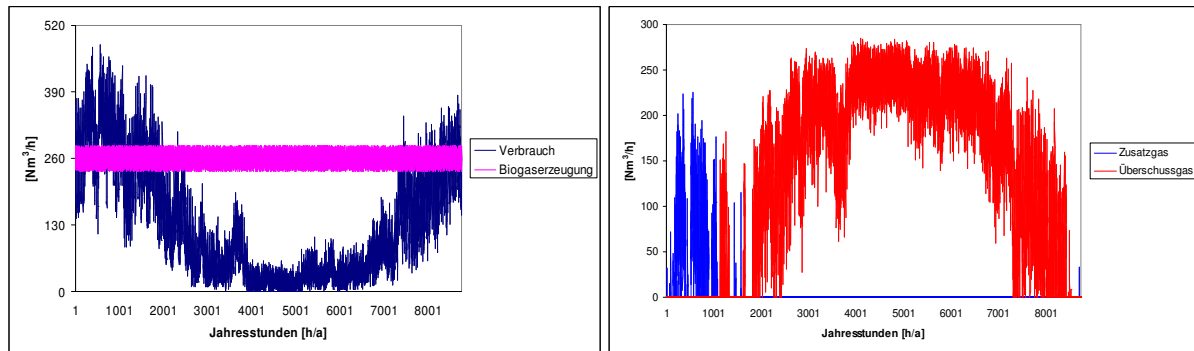 520
390
260
130
0
[Nm³/h]
1 1001 2001 3001 4001 5001 6001 7001 8001
Jahresstunden [h/a]
Verbrauch
Biogaserzeugung
300
250
200
150
100
50
0
[Nm³/h]
1 1001 2001 3001 4001 5001 6001 7001 8001
Jahresstunden [h/a]
Zusatzgas
Überschussgas